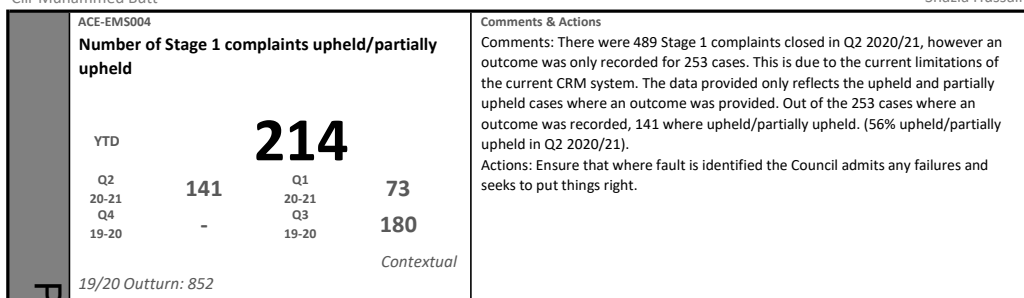 ACE-EMS004
Number of Stage 1 complaints upheld/partially
upheld
YTD 214
Q2 20-21 141 Q1 20-21 73
Q4 19-20 - Q3 19-20 180
Contextual
19/20 Outturn: 852
Comments & Actions
Comments: There were 489 Stage 1 complaints closed in Q2 2020/21, however an
outcome was only recorded for 253 cases. This is due to the current limitations of
the current CRM system. The data provided only reflects the upheld and partially
upheld cases where an outcome was provided. Out of the 253 cases where an
outcome was recorded, 141 where upheld/partially upheld. (56% upheld/partially
upheld in Q2 2020/21).
Actions: Ensure that where fault is identified the Council admits any failures and
seeks to put things right.